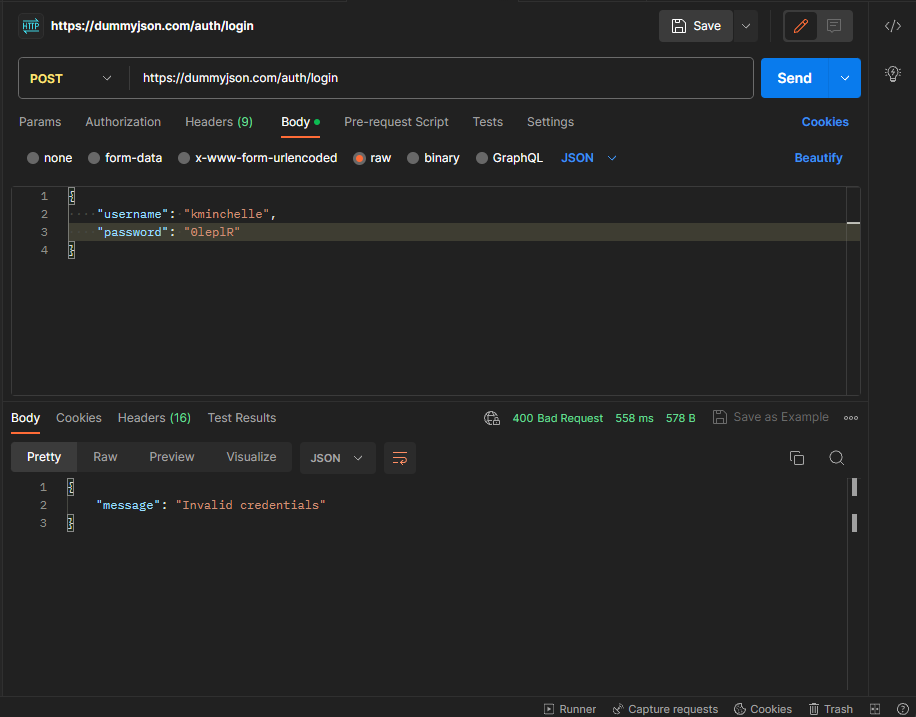 HTTP https://dummyjson.com/auth/login Save </>
POST https://dummyjson.com/auth/login Send
Params Authorization Headers (9) Body Pre-request Script Tests Settings Cookies
none form-data x-www-form-urlencoded raw binary GraphQL JSON Beautify
1 {
2 ····"username":·"kminchelle",
3 "password": "0lelplR"
4 }
Body Cookies Headers (16) Test Results 400 Bad Request 558 ms 578 B Save as Example
Pretty Raw Preview Visualize JSON
1 {
2 "message": "Invalid credentials"
3 }
Runner Capture requests Cookies Trash